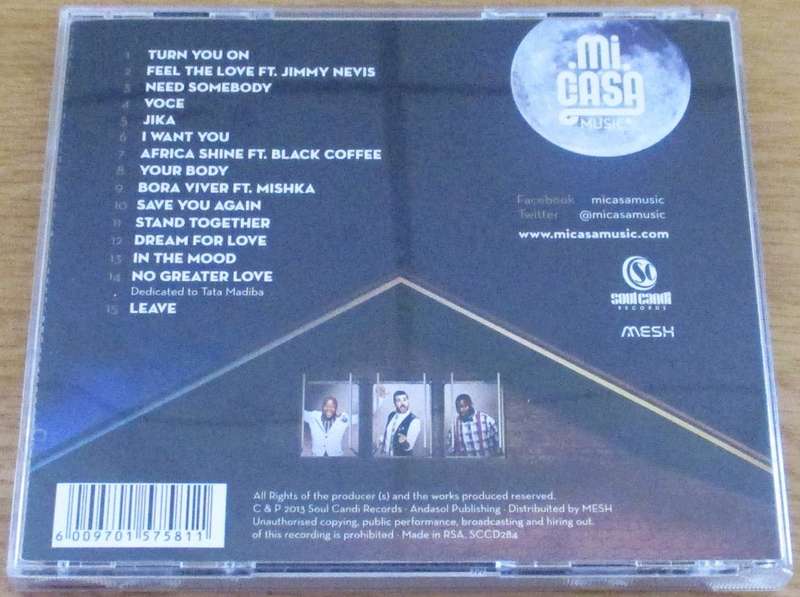 1 TURN YOU ON
2 FEEL THE LOVE FT. JIMMY NEVIS
3 NEED SOMEBODY
4 VOCE
5 JIKA
6 I WANT YOU
7 AFRICA SHINE FT. BLACK COFFEE
8 YOUR BODY
9 BORA VIVER FT. MISHKA
10 SAVE YOU AGAIN
11 STAND TOGETHER
12 DREAM FOR LOVE
13 IN THE MOOD
14 NO GREATER LOVE
Dedicated to Tata Madiba
15 LEAVE
Mi
CASA
MUSIC
Facebook micasamusic
Twitter @micasamusic
www.micasamusic.com
SC
soul candi
RECORDS
MESH
All Rights of the producer (s) and the works produced reserved.
C & P 2013 Soul Candi Records · Andasol Publishing · Distribuited by MESH
Unauthorised copying, public performance, broadcasting and hiring out.
of this recording is prohibited · Made in RSA, SCCD284
6 009701 575811